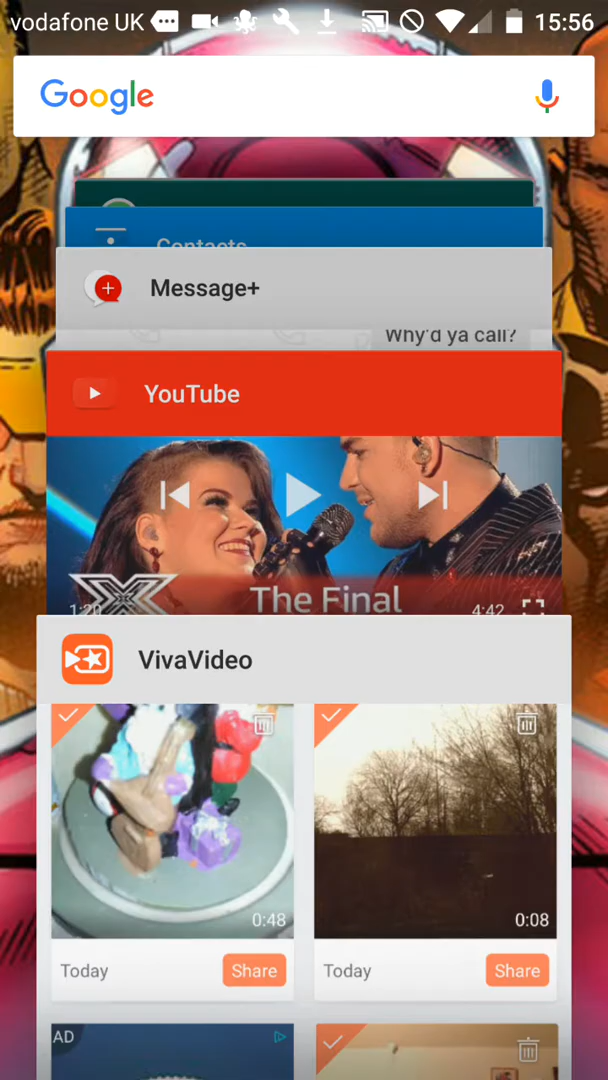 vodafone UK
15:56
Google
Contacts
Message+
Why'd ya call?
YouTube
The Final
1:20
4:42
VivaVideo
0:48
0:08
Today
Share
Today
Share
AD